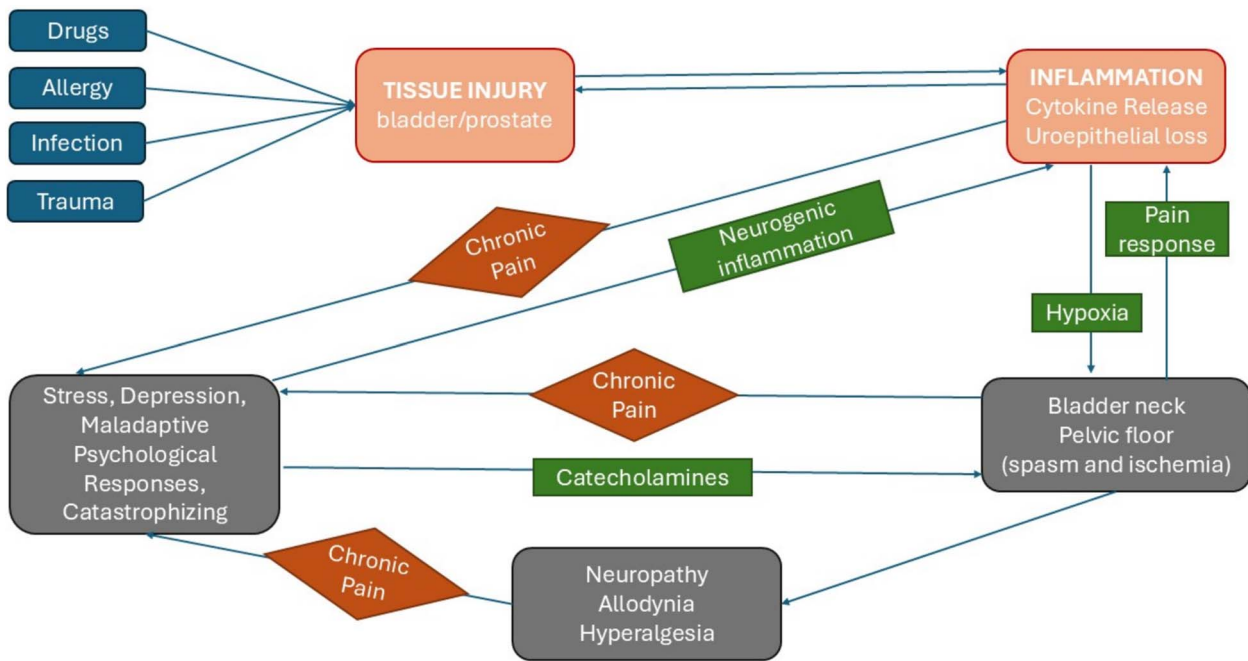 Drugs
Allergy
Infection
Trauma
TISSUE INJURY
bladder/prostate
INFLAMMATION
Cytokine Release
Uroepithelial loss
Chronic
Pain
Neurogenic
inflammation
Pain
response
Hypoxia
Stress, Depression,
Maladaptive
Psychological
Responses,
Catastrophizing
Chronic
Pain
Bladder neck
Pelvic floor
(spasm and ischemia)
Catecholamines
Chronic
Pain
Neuropathy
Allodynia
Hyperalgesia